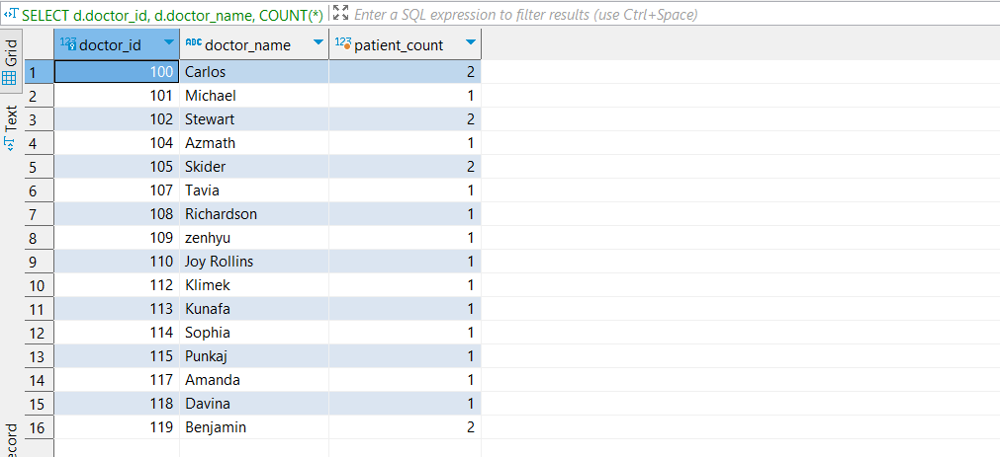 SELECT d.doctor_id, d.doctor_name, COUNT(*) Enter a SQL expression to filter results (use Ctrl+Space)
Grid
Text
ecord
123 doctor_id ABC doctor_name 123 patient_count
1 100 Carlos 2
2 101 Michael 1
3 102 Stewart 2
4 104 Azmath 1
5 105 Skider 2
6 107 Tavia 1
7 108 Richardson 1
8 109 zenhyu 1
9 110 Joy Rollins 1
10 112 Klimek 1
11 113 Kunafa 1
12 114 Sophia 1
13 115 Punkaj 1
14 117 Amanda 1
15 118 Davina 1
16 119 Benjamin 2